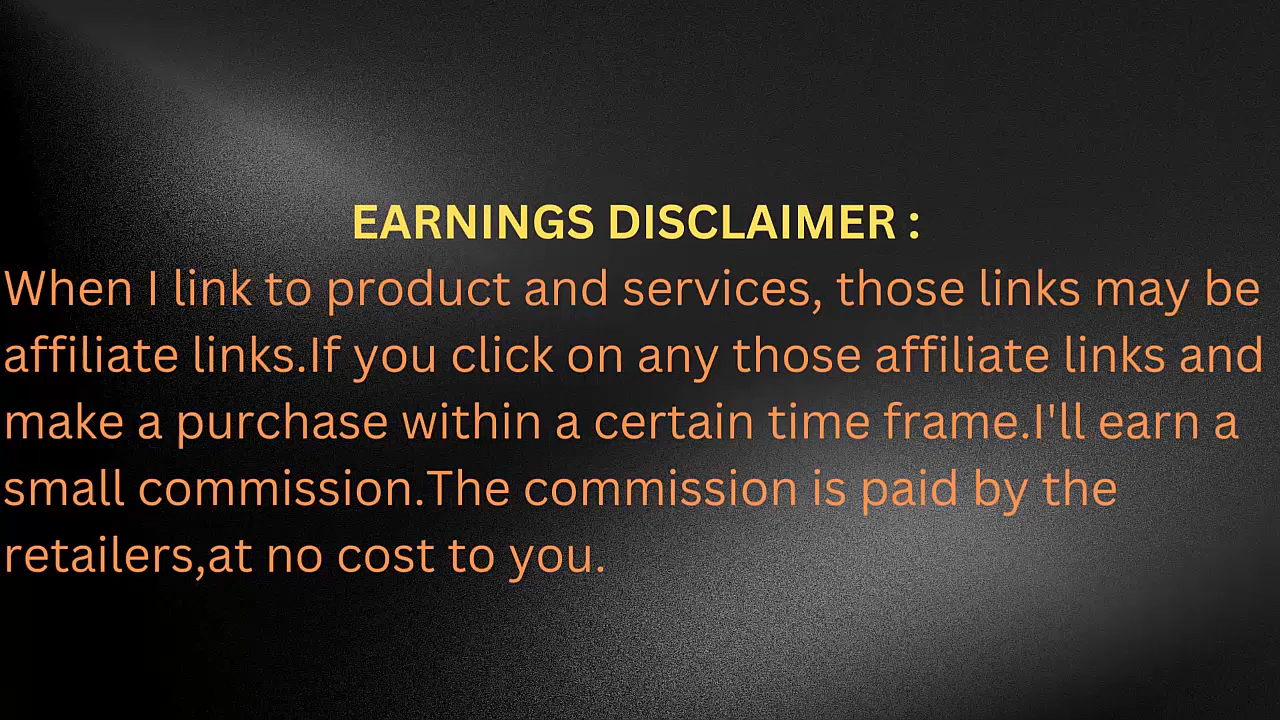 EARNINGS DISCLAIMER :
When I link to product and services, those links may be
affiliate links.If you click on any those affiliate links and
make a purchase within a certain time frame.I'll earn a
small commission.The commission is paid by the
retailers,at no cost to you.